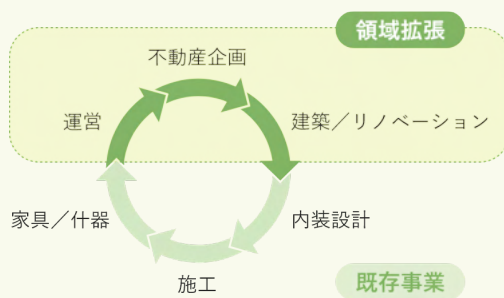 領域拡張
不動産企画
運営
建築／リノベーション
家具／什器
内装設計
施工
既存事業